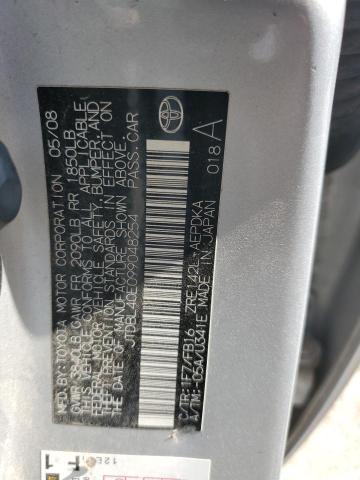 MFD. BY TOYOTA MOTOR CORPORATION 05/08
GVWR 3840LB GAWR FR 2090LB RR 1850LB
THIS VEHICLE CONFORMS TO ALL APPLICABLE
FEDERAL MOTOR VEHICLE SAFETY, BUMPER, AND
THEFT PREVENTION STANDARDS IN EFFECT ON
THE DATE OF MANUFACTURE SHOWN ABOVE.
PASS.CAR
C/TR:1F7/FB16 ZRE142L-AEPDKA
A/TM:-05A/U341E MADE IN JAPAN
018 A